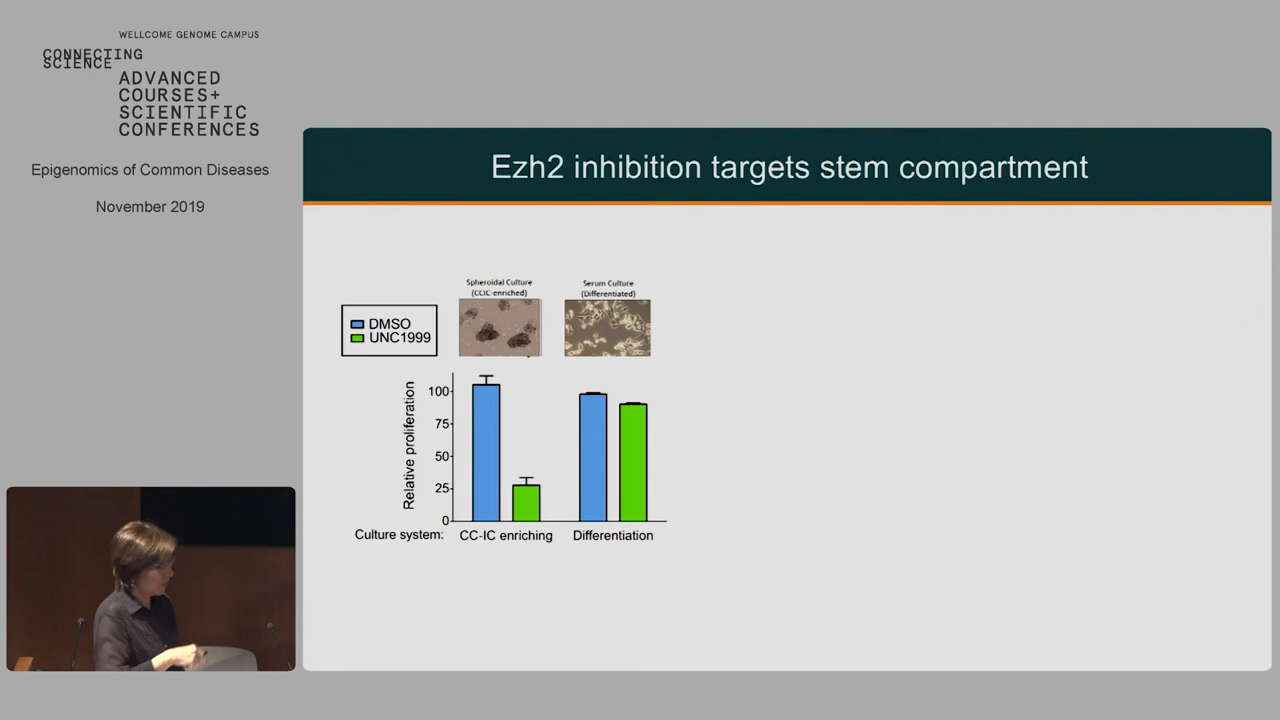 WELLCOME GENOME CAMPUS
CONNECTING
SCIENCE
ADVANCED
COURSES+
SCIENTIFIC
CONFERENCES
Epigenomics of Common Diseases
November 2019
Ezh2 inhibition targets stem compartment
Spheroidal Culture
(CCIC-enriched)
Serum Culture
(Differentiated)
DMSO
UNC1999
Relative proliferation
100
75
50
25
0
Culture system:
CC-IC enriching
Differentiation